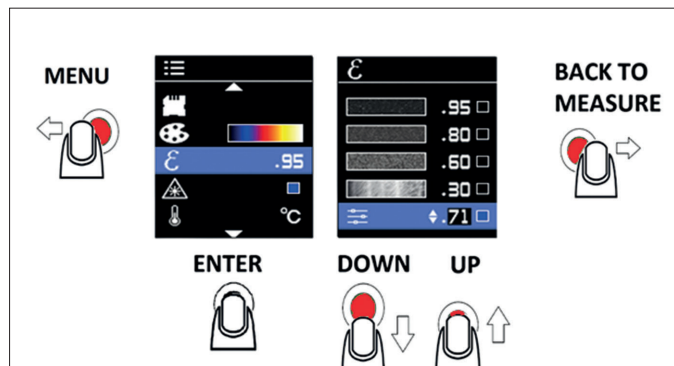 MENU
ε .95
°C
ε
.95
.80
.60
.30
.71
BACK TO
MEASURE
ENTER
DOWN UP